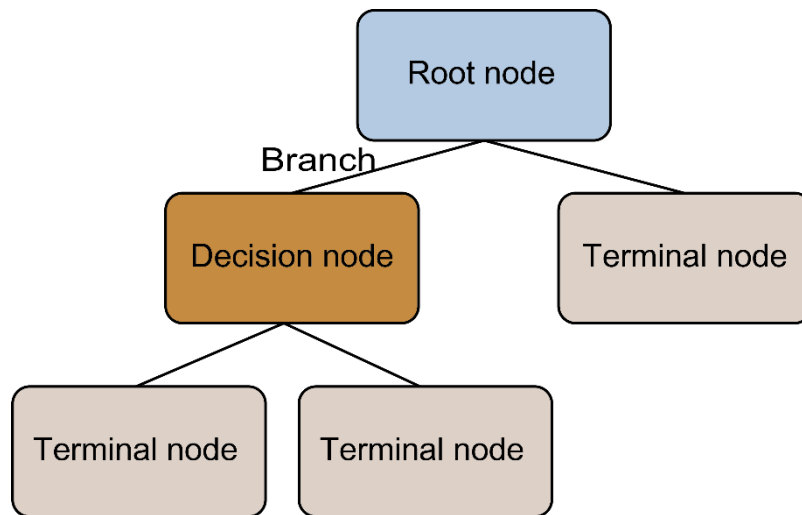 Root node
Branch
Decision node
Terminal node
Terminal node
Terminal node